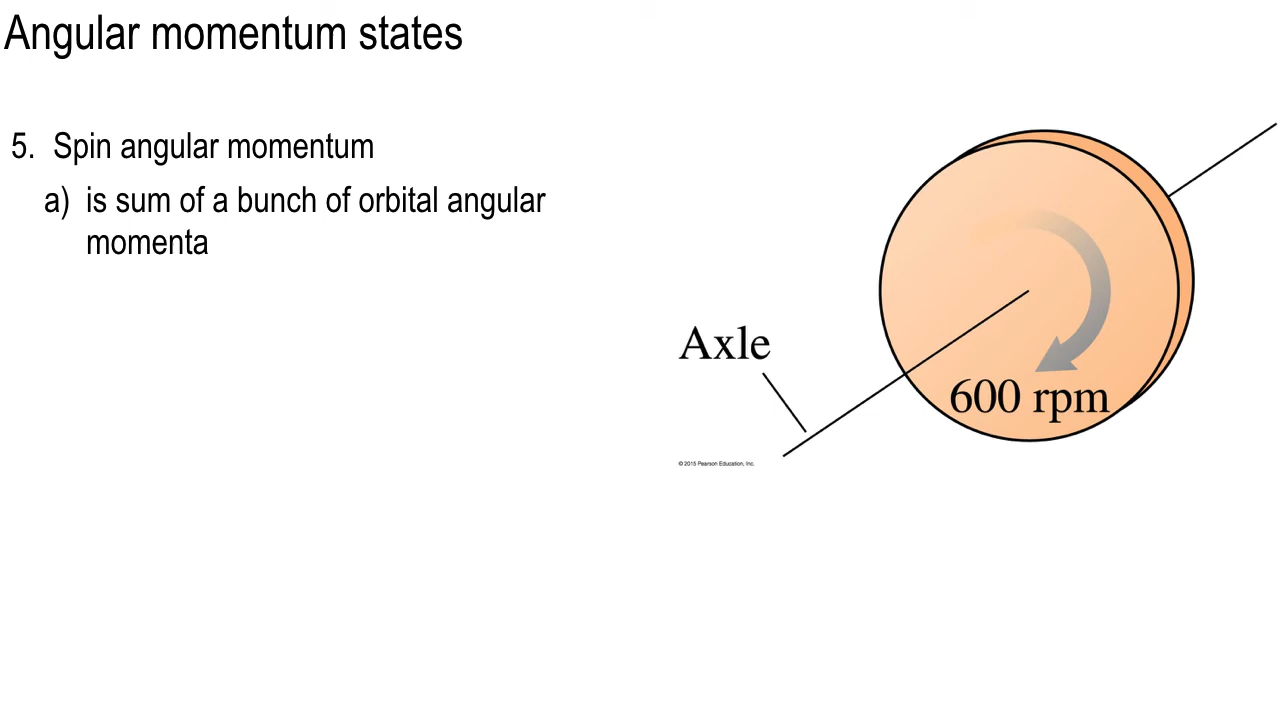 Angular momentum states
5. Spin angular momentum
a) is sum of a bunch of orbital angular
momenta
Axle
600 rpm
© 2015 Pearson Education, Inc.